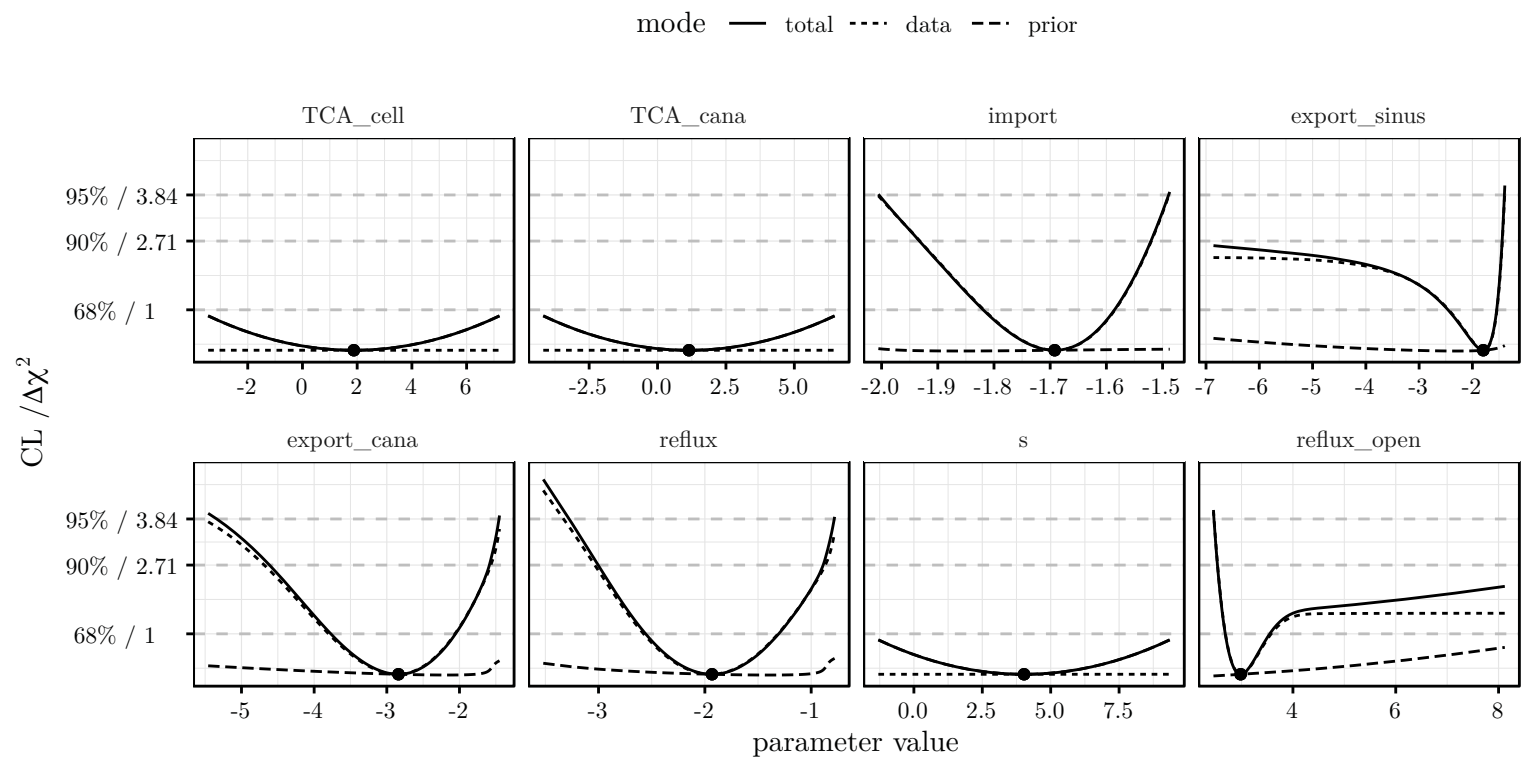 mode total data prior
TCA_cell TCA_cana import export_sinus
95% / 3.84
90% / 2.71
68% / 1
-2 0 2 4 6 -2.5 0.0 2.5 5.0 -2.0 -1.9 -1.8 -1.7 -1.6 -1.5 -7 -6 -5 -4 -3 -2
CL /Δχ²
export_cana reflux s reflux_open
95% / 3.84
90% / 2.71
68% / 1
-5 -4 -3 -2 -3 -2 -1 0.0 2.5 5.0 7.5 4 6 8
parameter value